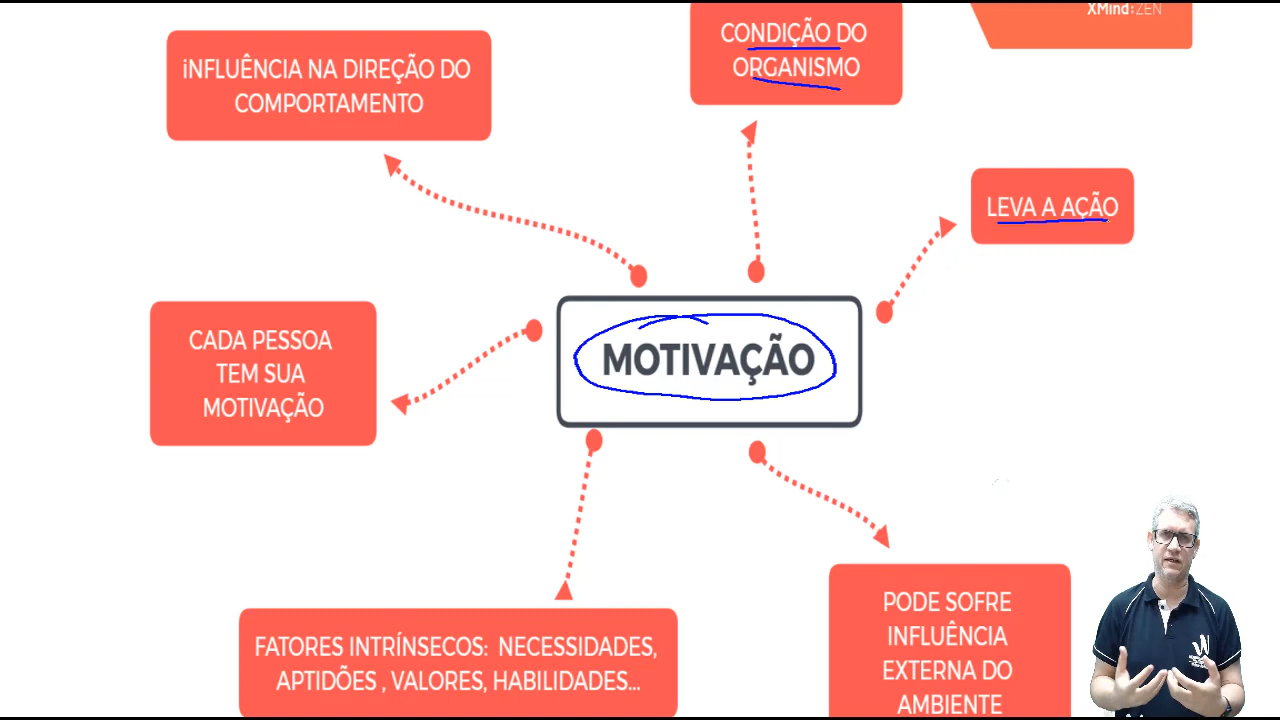 XMind:ZEN
CONDIÇÃO DO
ORGANISMO
iNFLUÊNCIA NA DIREÇÃO DO
COMPORTAMENTO
LEVA A AÇÃO
CADA PESSOA
TEM SUA
MOTIVAÇÃO
MOTIVAÇÃO
FATORES INTRÍNSECOS: NECESSIDADES,
APTIDÕES , VALORES, HABILIDADES...
PODE SOFRE
INFLUÊNCIA
EXTERNA DO
AMBIENTE